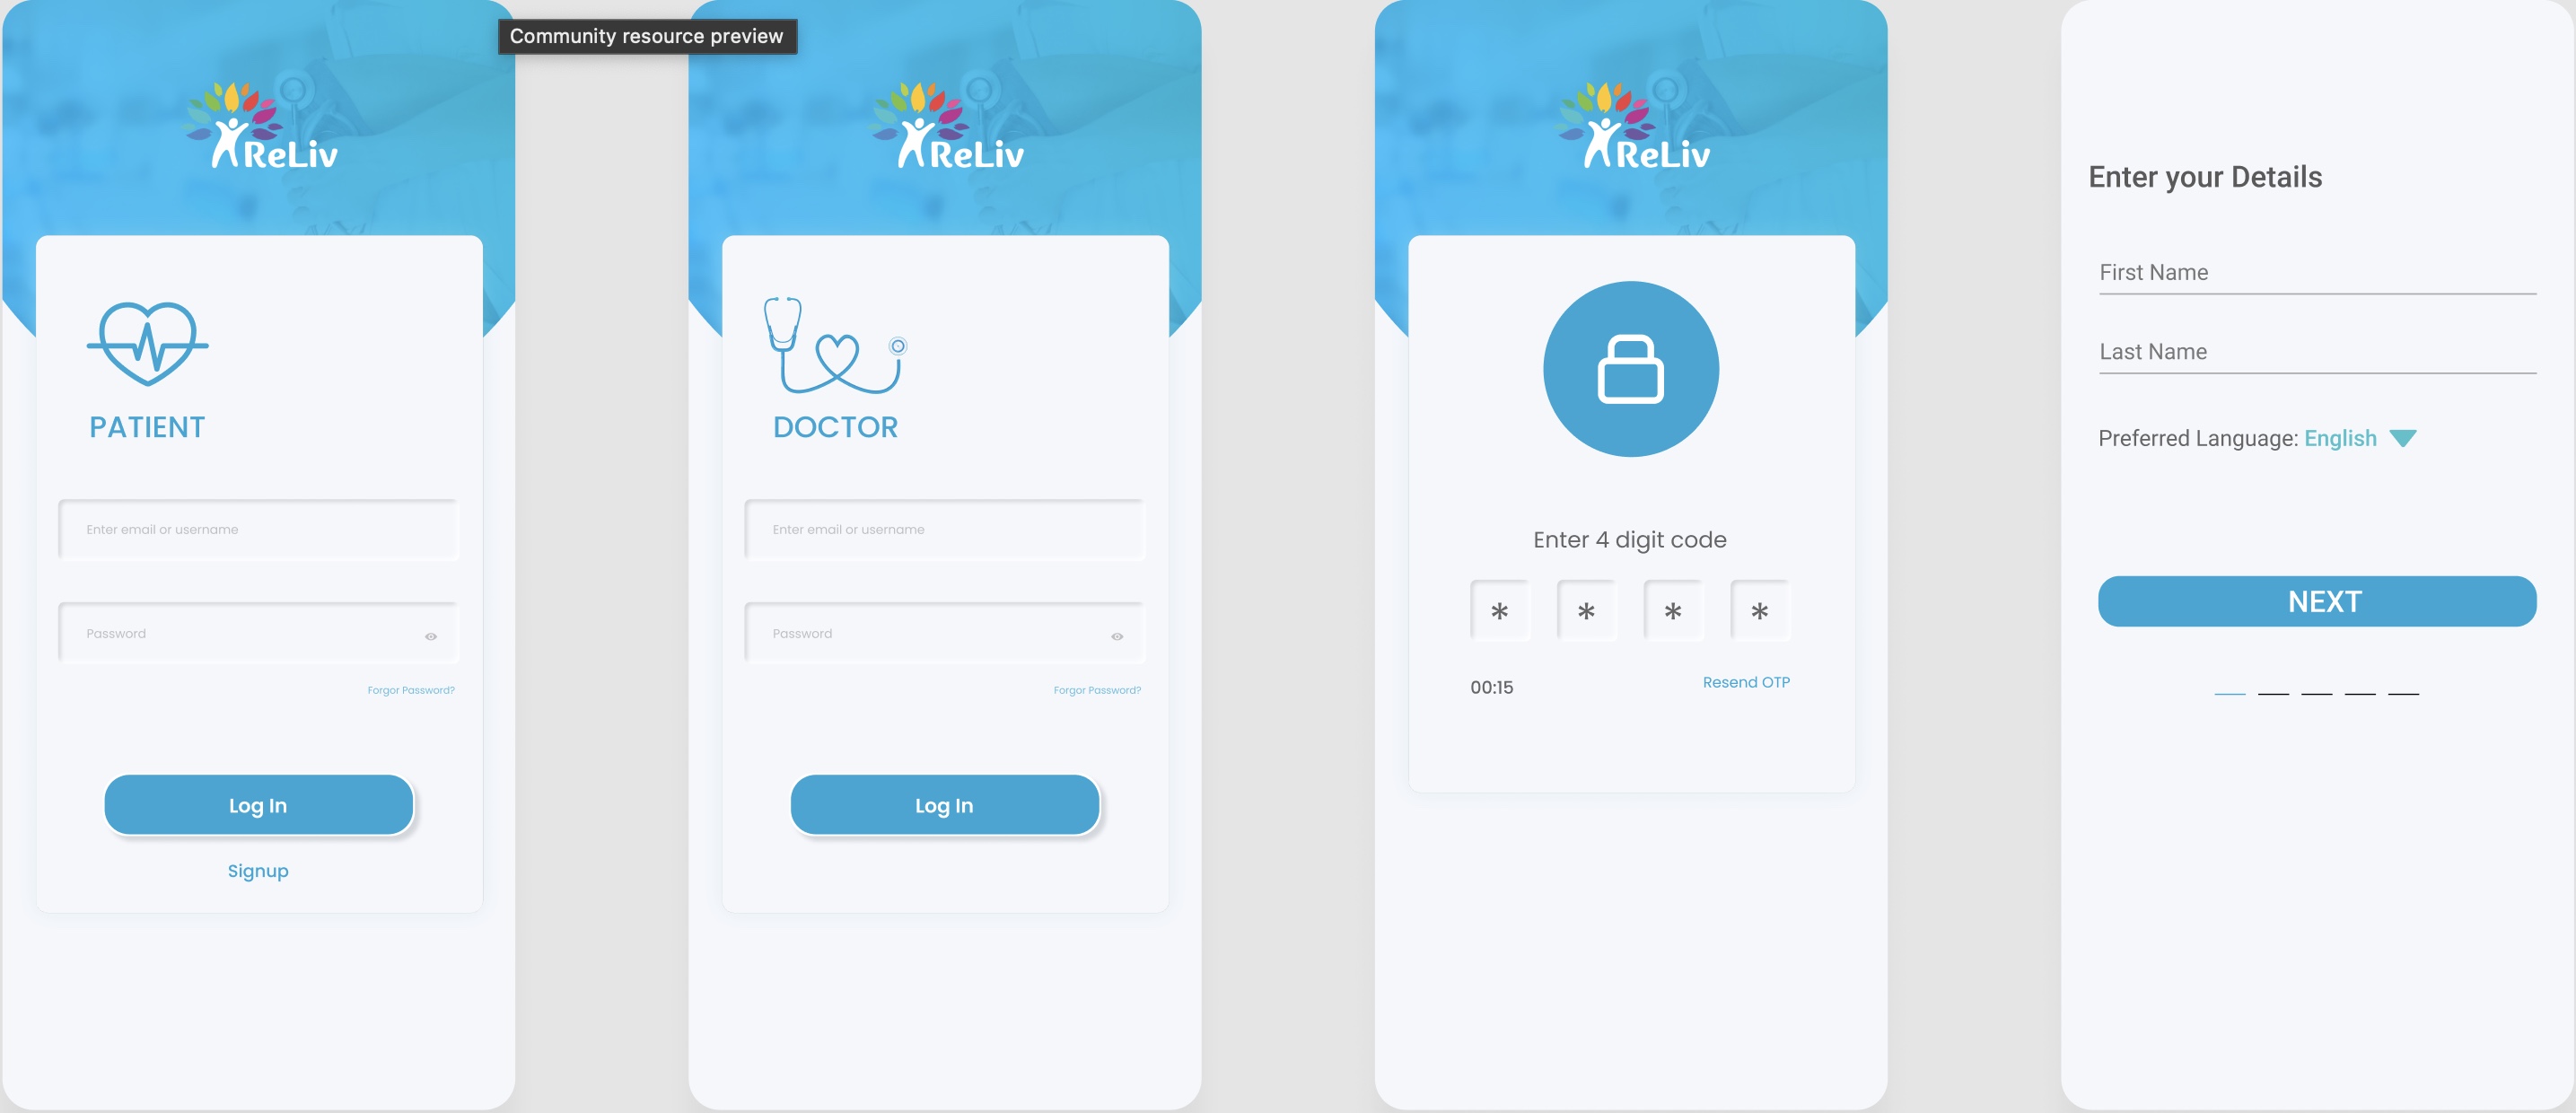 Community resource preview
ReLiv
PATIENT
Enter email or username
Password
Forgor Password?
Log In
Signup
ReLiv
DOCTOR
Enter email or username
Password
Forgor Password?
Log In
ReLiv
Enter 4 digit code
* * * *
00:15 Resend OTP
Enter your Details
First Name
Last Name
Preferred Language: English
NEXT